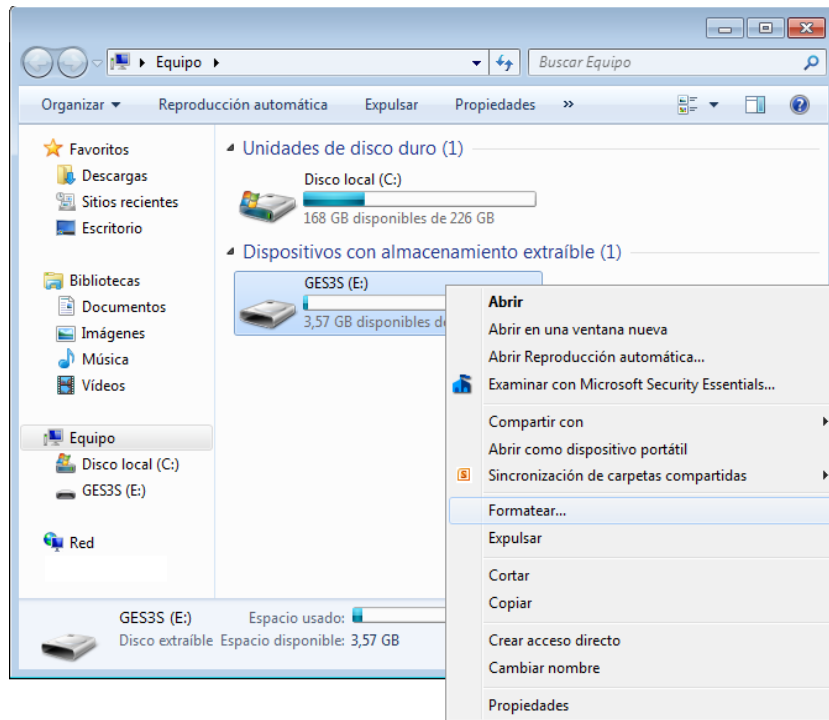 Equipo
Buscar Equipo
Organizar
Reproducción automática
Expulsar
Propiedades
»
Favoritos
Descargas
Sitios recientes
Escritorio
Bibliotecas
Documentos
Imágenes
Música
Vídeos
Equipo
Disco local (C:)
GES3S (E:)
Red
Unidades de disco duro (1)
Disco local (C:)
168 GB disponibles de 226 GB
Dispositivos con almacenamiento extraíble (1)
GES3S (E:)
3,57 GB disponibles
Abrir
Abrir en una ventana nueva
Abrir Reproducción automática...
Examinar con Microsoft Security Essentials...
Compartir con
Abrir como dispositivo portátil
S
Sincronización de carpetas compartidas
Formatear...
Expulsar
Cortar
Copiar
Crear acceso directo
Cambiar nombre
Propiedades
GES3S (E:)
Espacio usado:
Disco extraíble
Espacio disponible: 3,57 GB